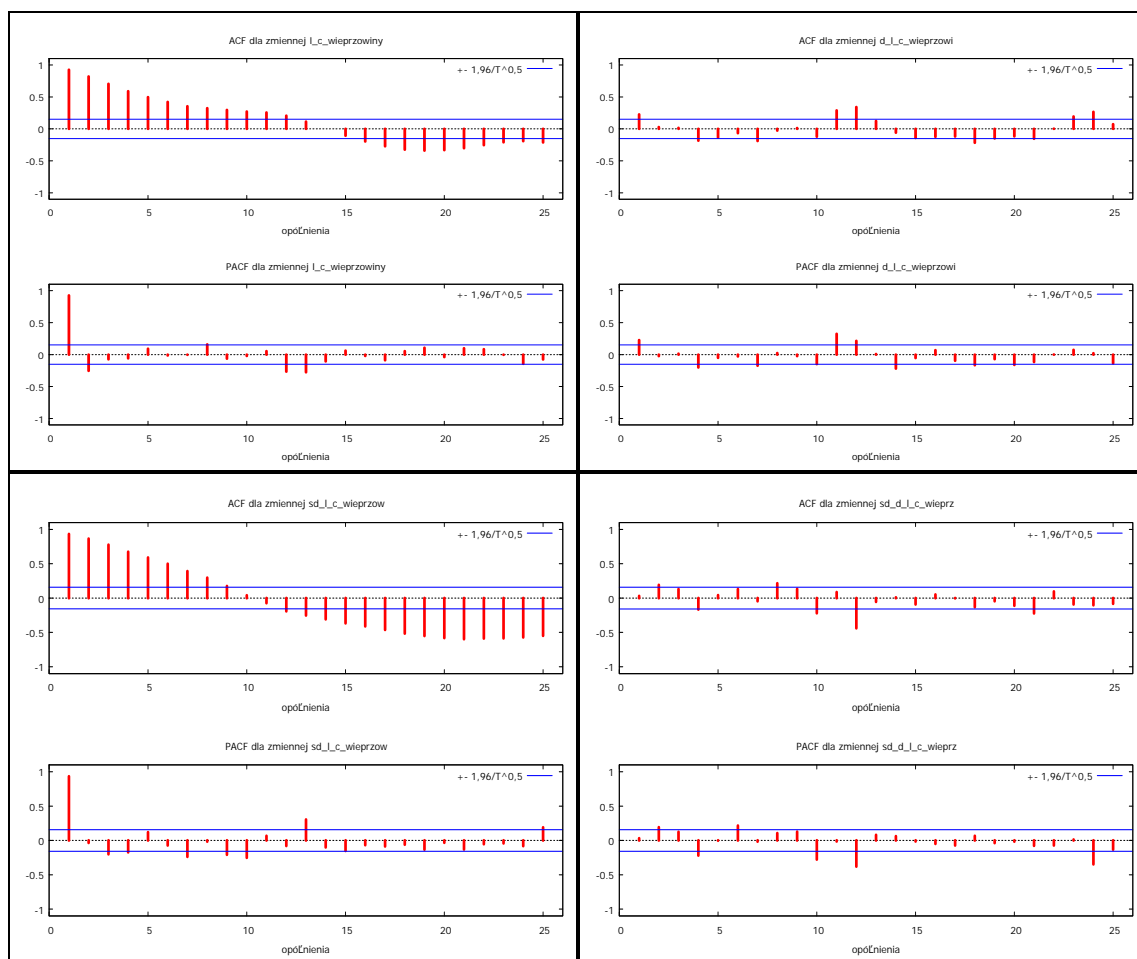 ACF dla zmiennej l_c_wieprzowiny
+- 1,96/T^0,5
1
0.5
0
-0.5
-1
0 5 10 15 20 25
opóĽnienia
PACF dla zmiennej l_c_wieprzowiny
+- 1,96/T^0,5
1
0.5
0
-0.5
-1
0 5 10 15 20 25
opóĽnienia
ACF dla zmiennej d_l_c_wieprzowi
+- 1,96/T^0,5
1
0.5
0
-0.5
-1
0 5 10 15 20 25
opóĽnienia
PACF dla zmiennej d_l_c_wieprzowi
+- 1,96/T^0,5
1
0.5
0
-0.5
-1
0 5 10 15 20 25
opóĽnienia
ACF dla zmiennej sd_l_c_wieprzow
+- 1,96/T^0,5
1
0.5
0
-0.5
-1
0 5 10 15 20 25
opóĽnienia
PACF dla zmiennej sd_l_c_wieprzow
+- 1,96/T^0,5
1
0.5
0
-0.5
-1
0 5 10 15 20 25
opóĽnienia
ACF dla zmiennej sd_d_l_c_wieprz
+- 1,96/T^0,5
1
0.5
0
-0.5
-1
0 5 10 15 20 25
opóĽnienia
PACF dla zmiennej sd_d_l_c_wieprz
+- 1,96/T^0,5
1
0.5
0
-0.5
-1
0 5 10 15 20 25
opóĽnienia